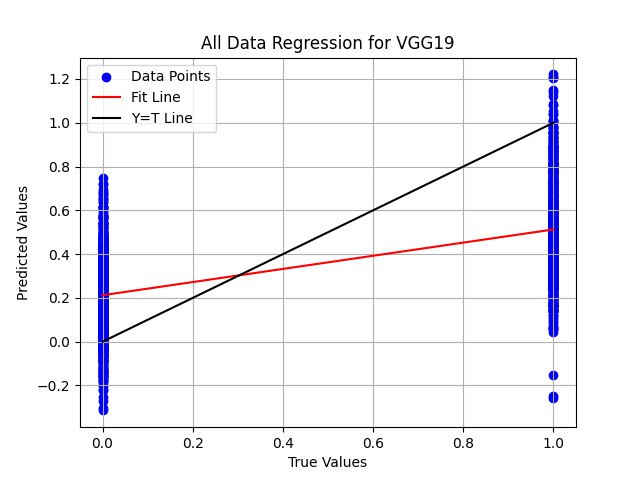 All Data Regression for VGG19
Data Points
Fit Line
Y=T Line
1.2
1.0
0.8
0.6
0.4
0.2
0.0
−0.2
Predicted Values
0.0 0.2 0.4 0.6 0.8 1.0
True Values